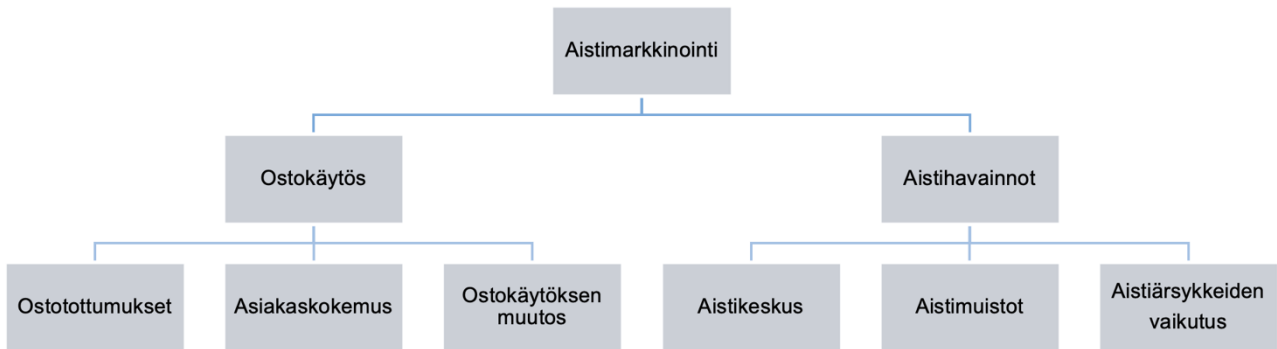 Aistimarkkinointi
Ostokäytös
Aistihavainnot
Ostotottumukset
Asiakaskokemus
Ostokäytöksen
muutos
Aistikeskus
Aistimuistot
Aistiärsykkeiden
vaikutus